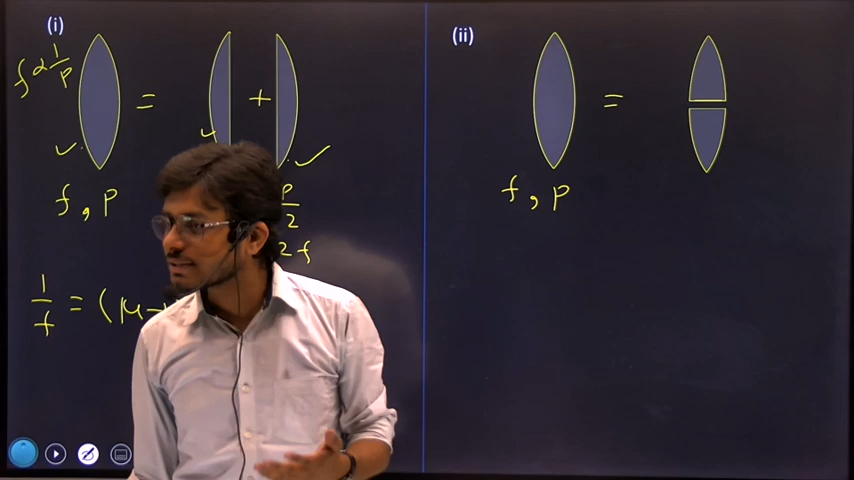 (i)
f ∝ 1/P
= +
f , P
P/2
2f
1/f = (μ-
(ii)
=
f , P